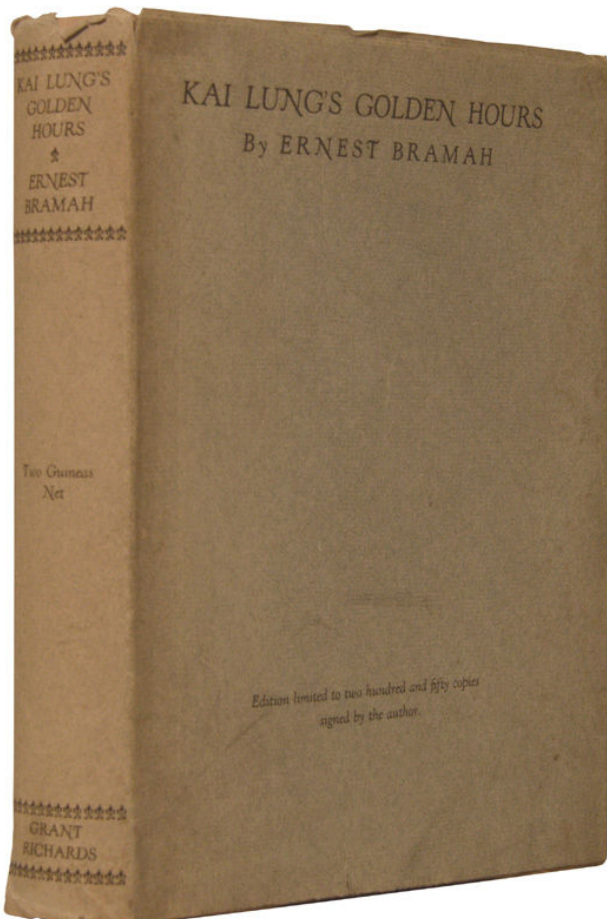 KAI LUNG'S
GOLDEN
HOURS
ERNEST
BRAMAH
Two Guineas
Net
GRANT
RICHARDS
KAI LUNG'S GOLDEN HOURS
By ERNEST BRAMAH
Edition limited to two hundred and fifty copies
signed by the author.